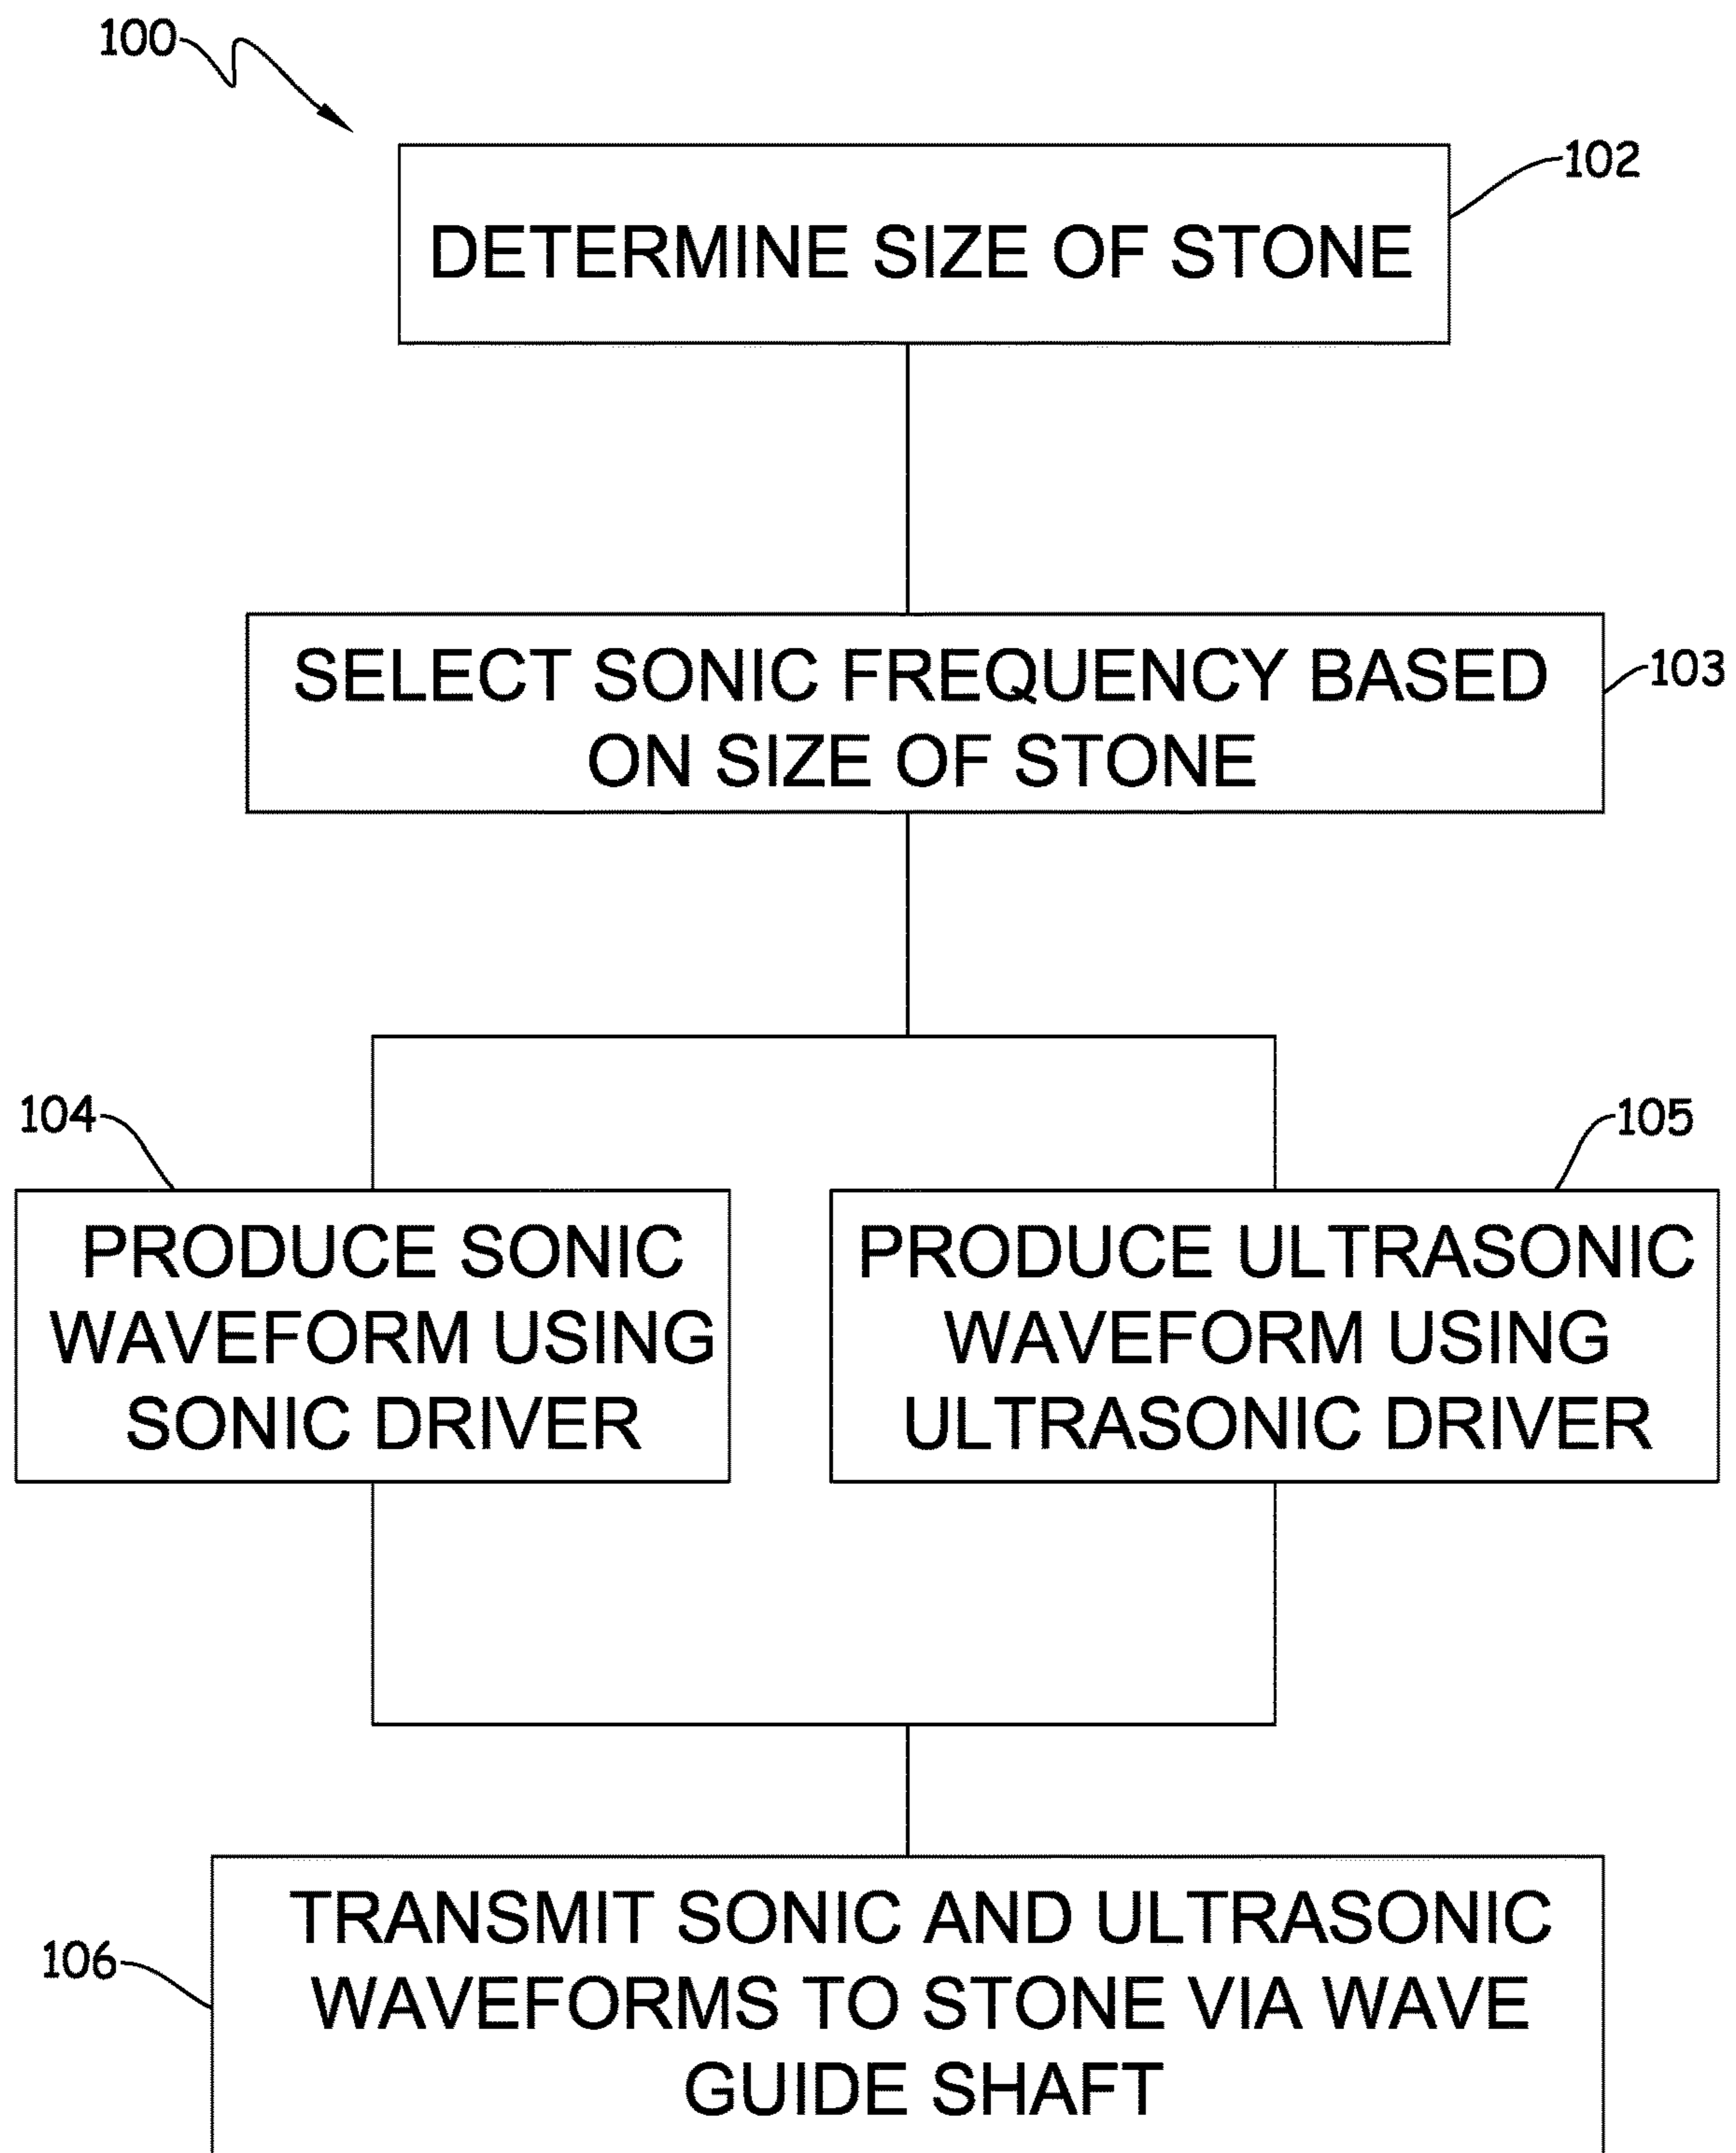 100
102
DETERMINE SIZE OF STONE
103
SELECT SONIC FREQUENCY BASED
ON SIZE OF STONE
104
PRODUCE SONIC
WAVEFORM USING
SONIC DRIVER
105
PRODUCE ULTRASONIC
WAVEFORM USING
ULTRASONIC DRIVER
106
TRANSMIT SONIC AND ULTRASONIC
WAVEFORMS TO STONE VIA WAVE
GUIDE SHAFT